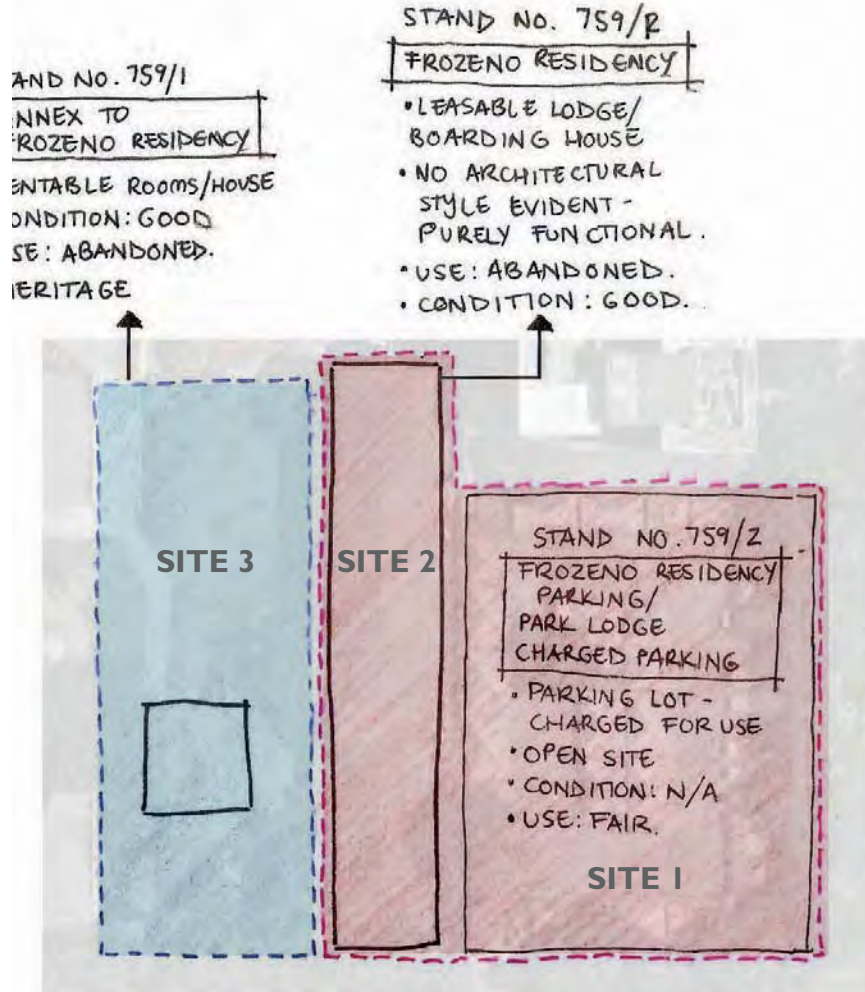 AND NO. 759/1
NNEX TO
ROZENO RESIDENCY
ENTABLE ROOMS/HOUSE
ONDITION: GOOD
SE: ABANDONED.
ERITAGE
STAND NO. 759/R
FROZENO RESIDENCY
• LEASABLE LODGE/
BOARDING HOUSE
• NO ARCHITECTURAL
STYLE EVIDENT -
PURELY FUNCTIONAL.
• USE: ABANDONED.
• CONDITION: GOOD.
SITE 3
SITE 2
STAND NO. 759/2
FROZENO RESIDENCY
PARKING/
PARK LODGE
CHARGED PARKING
• PARKING LOT -
CHARGED FOR USE
• OPEN SITE
• CONDITION: N/A
• USE: FAIR.
SITE 1